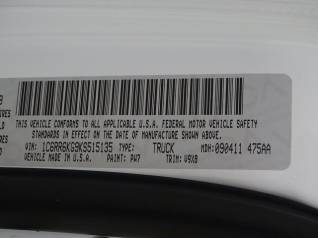 THIS VEHICLE CONFORMS TO ALL APPLICABLE
U.S.A. FEDERAL MOTOR VEHICLE SAFETY
STANDARDS IN EFFECT ON THE DATE OF
MANUFACTURE SHOWN ABOVE.
VIN: 1C6RR6KG9KS515135 TYPE: TRUCK MDH: 090411 475AA
VEHICLE MADE IN U.S.A. PAINT: PW7 TRIM: V9X8